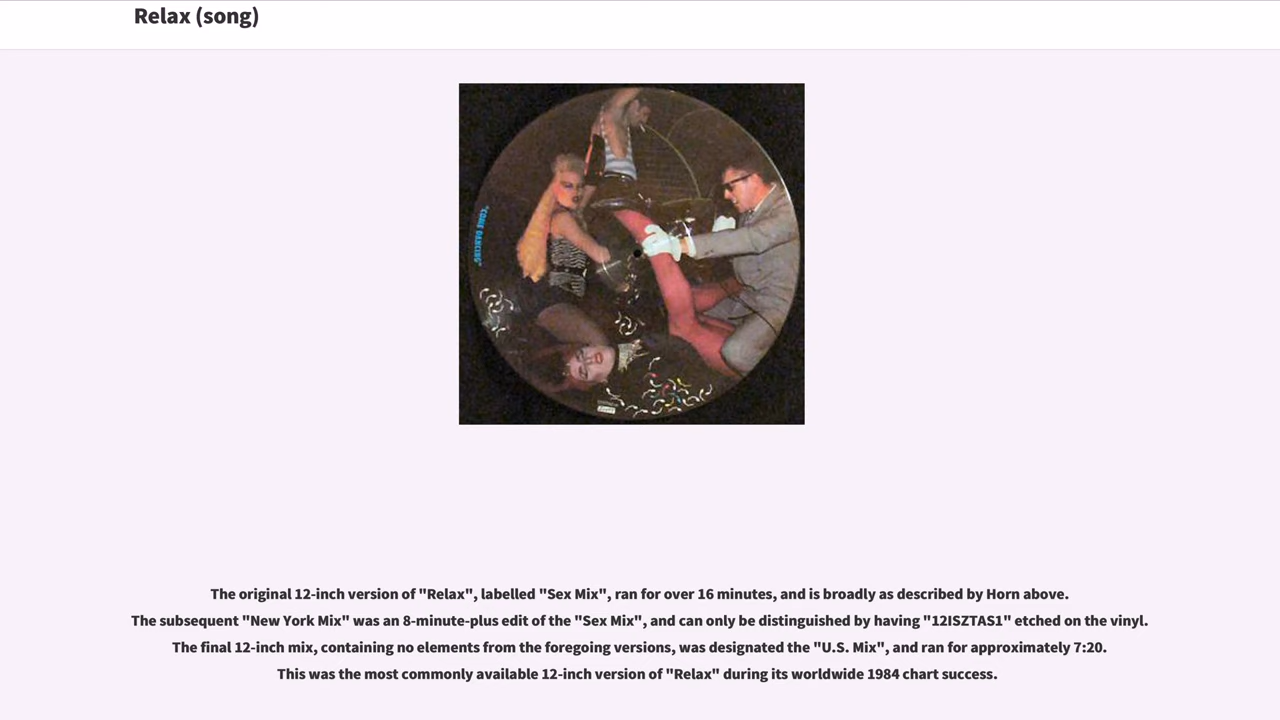 Relax (song)
"COME DANCING"
The original 12-inch version of "Relax", labelled "Sex Mix", ran for over 16 minutes, and is broadly as described by Horn above.
The subsequent "New York Mix" was an 8-minute-plus edit of the "Sex Mix", and can only be distinguished by having "12ISZTAS1" etched on the vinyl.
The final 12-inch mix, containing no elements from the foregoing versions, was designated the "U.S. Mix", and ran for approximately 7:20.
This was the most commonly available 12-inch version of "Relax" during its worldwide 1984 chart success.